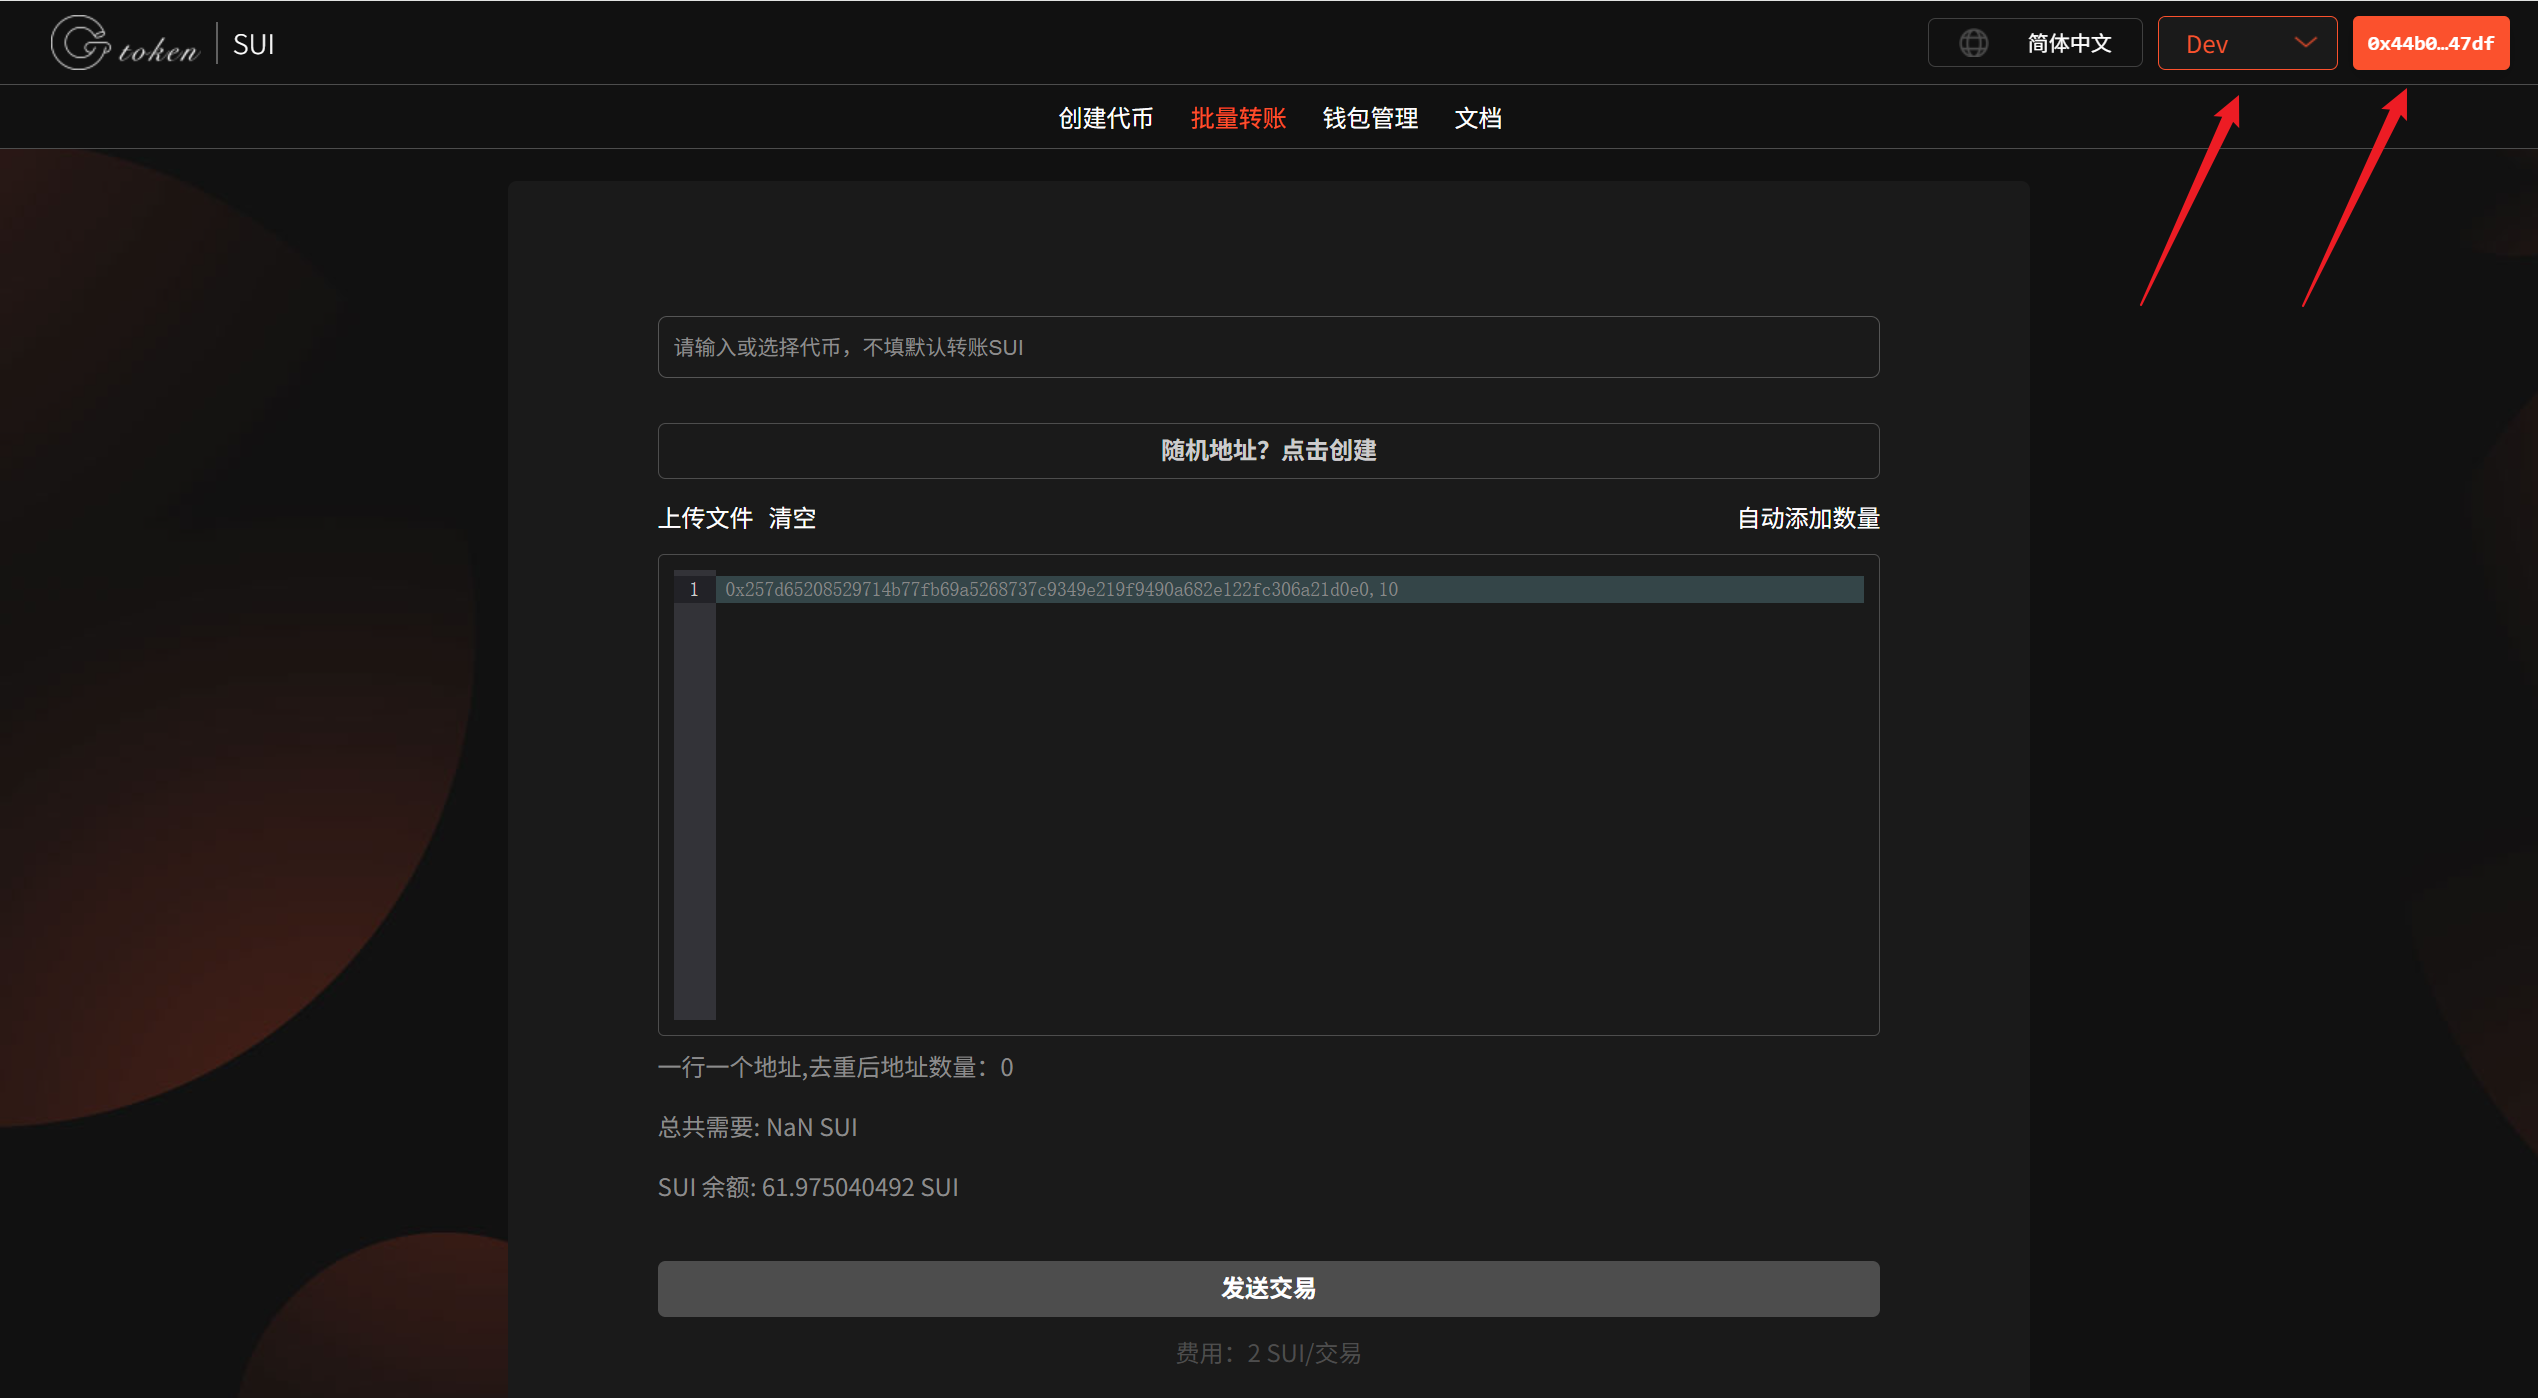 Gtoken | SUI
简体中文
Dev
0x44b0…47df
创建代币 批量转账 钱包管理 文档
请输入或选择代币，不填默认转账SUI
随机地址？点击创建
上传文件 清空
自动添加数量
1 0x257d65208529714b77fb69a5268737c9349e219f9490a682e122fc306a21d0e0,10
一行一个地址,去重后地址数量：0
总共需要: NaN SUI
SUI 余额: 61.975040492 SUI
发送交易
费用：2 SUI/交易